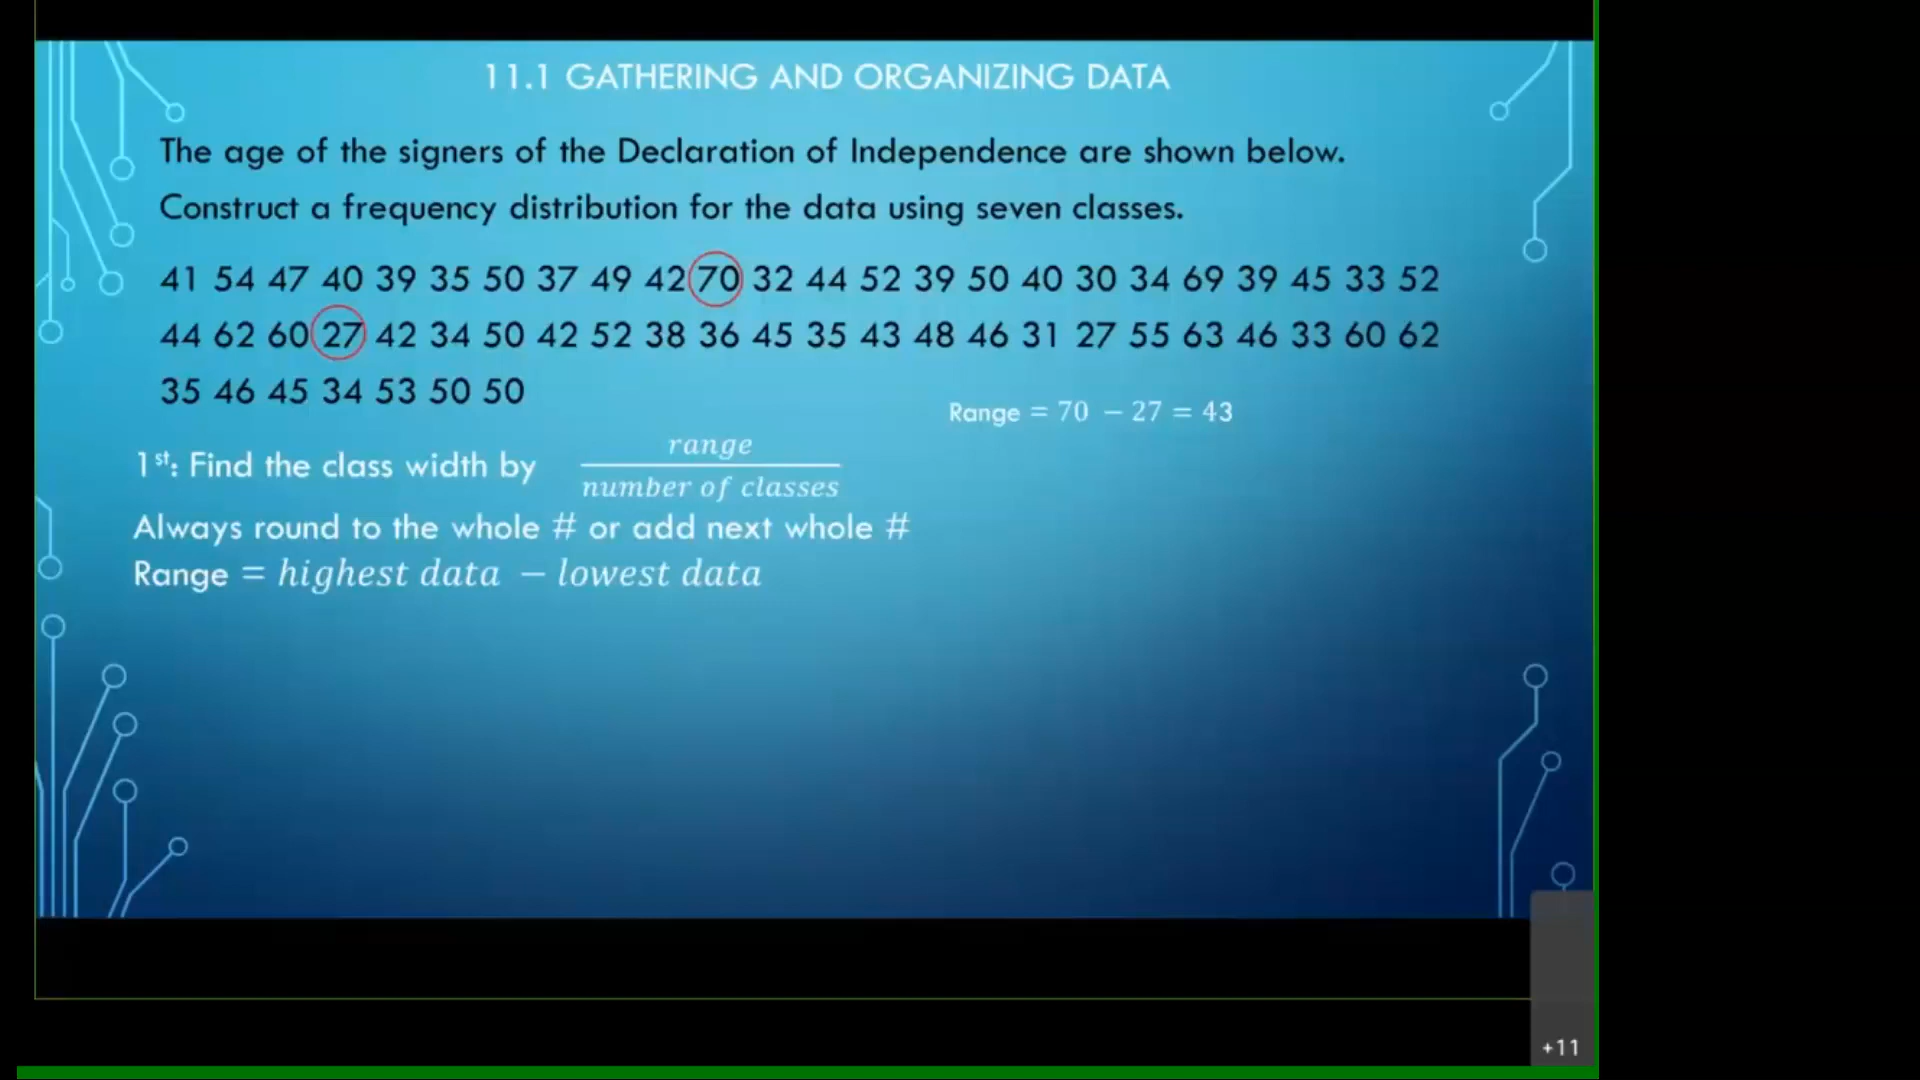 11.1 GATHERING AND ORGANIZING DATA
The age of the signers of the Declaration of Independence are shown below.
Construct a frequency distribution for the data using seven classes.
41 54 47 40 39 35 50 37 49 42 70 32 44 52 39 50 40 30 34 69 39 45 33 52
44 62 60 27 42 34 50 42 52 38 36 45 35 43 48 46 31 27 55 63 46 33 60 62
35 46 45 34 53 50 50
Range = 70 − 27 = 43
1st: Find the class width by range / number of classes
Always round to the whole # or add next whole #
Range = highest data − lowest data
+11